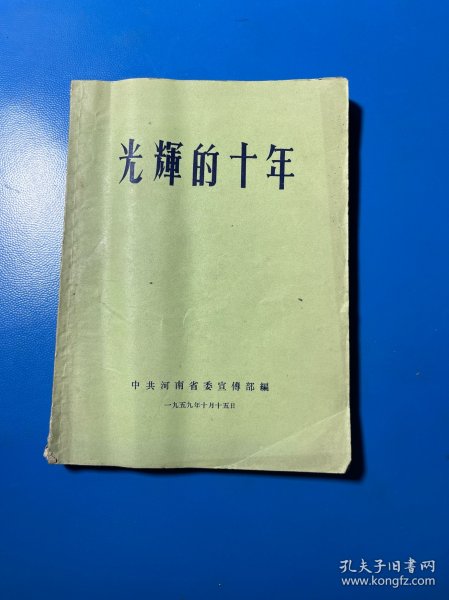 光輝的十年
中共河南省委宣傳部編
一九五九年十月十五日
孔夫子旧书网
www.kongfz.com